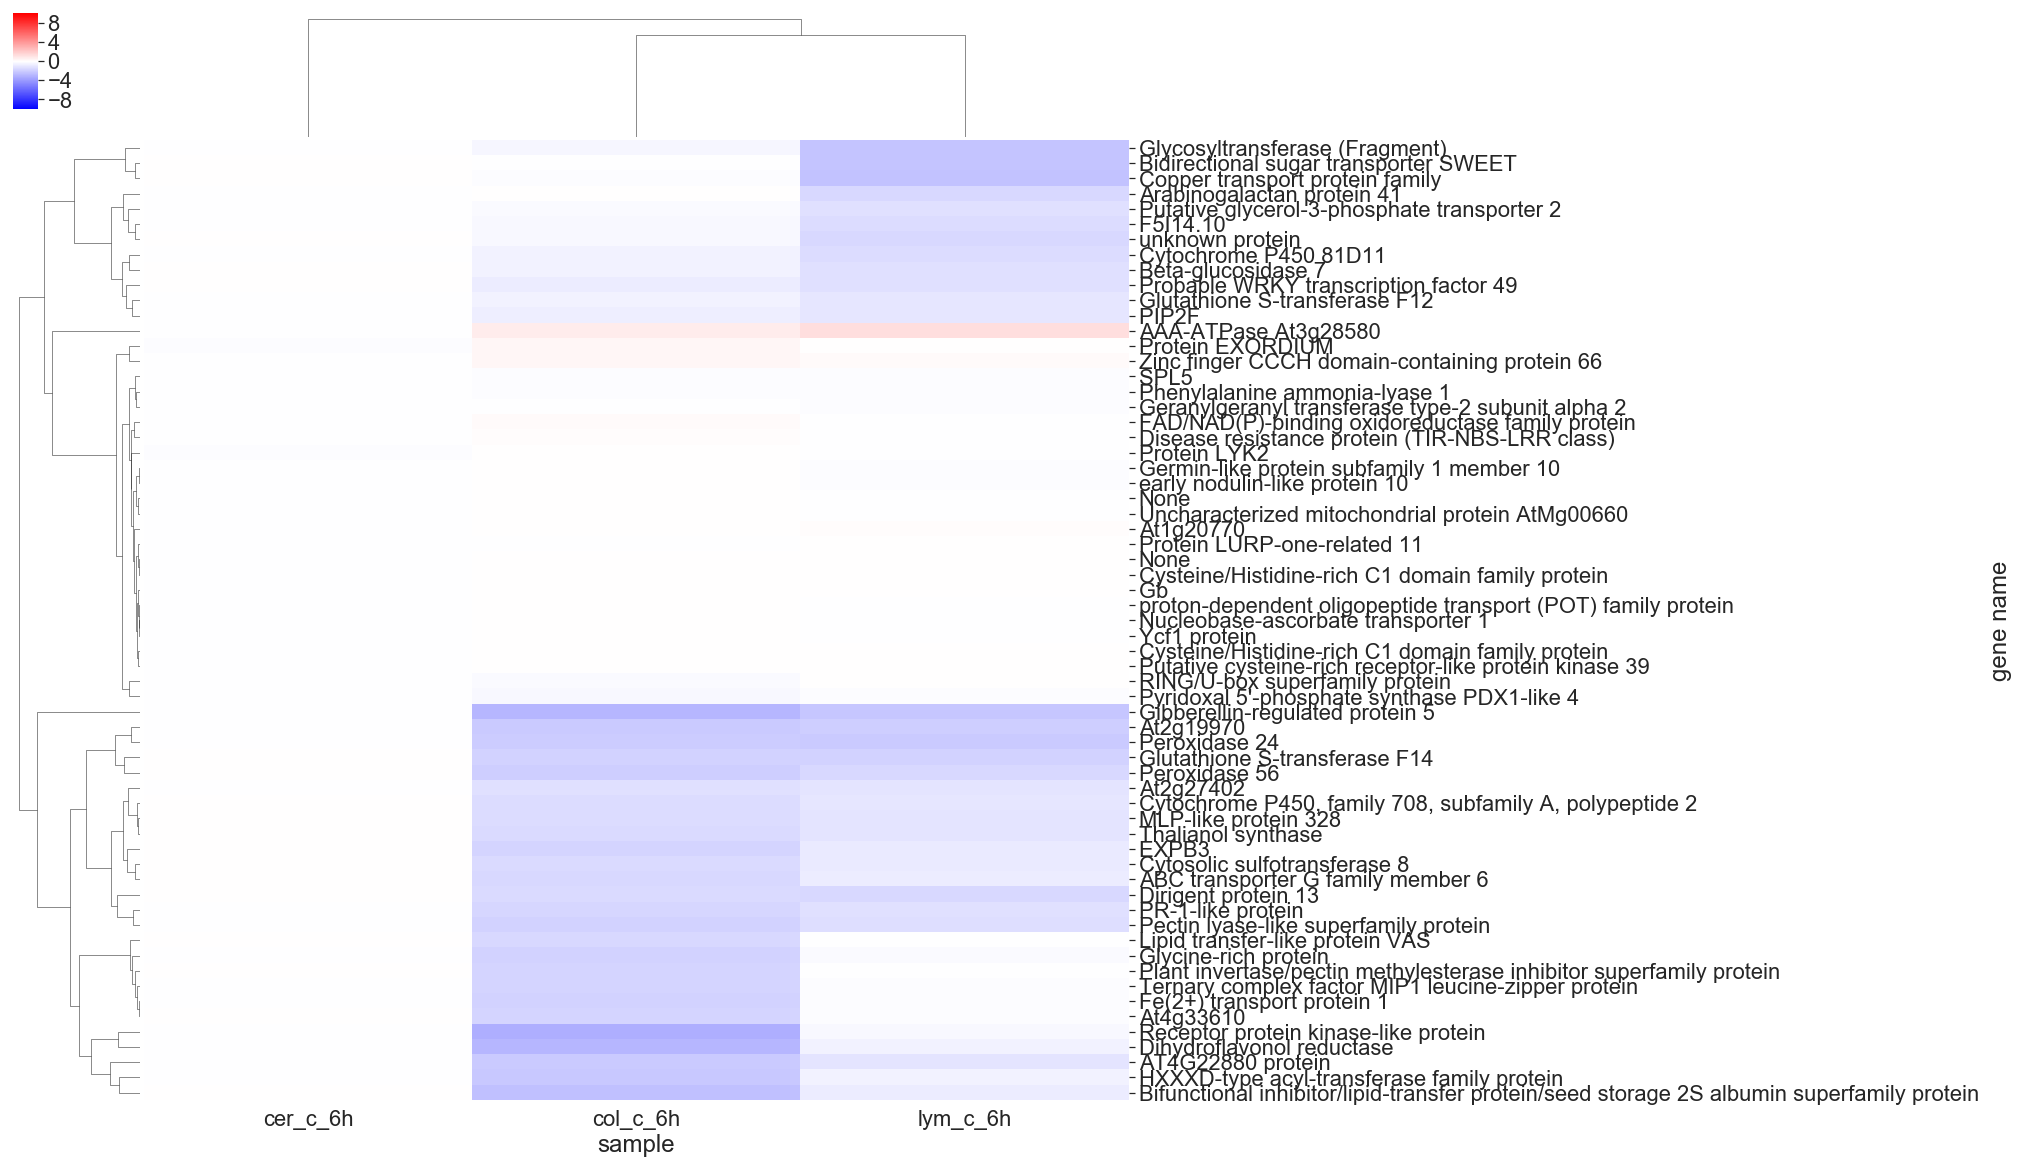 8
4
0
−4
−8
Glycosyltransferase (Fragment)
Bidirectional sugar transporter SWEET
Copper transport protein family
Arabinogalactan protein 41
Putative glycerol-3-phosphate transporter 2
F5I14.10
unknown protein
Cytochrome P450 81D11
Beta-glucosidase 7
Probable WRKY transcription factor 49
Glutathione S-transferase F12
PIP2F
AAA-ATPase At3g28580
Protein EXORDIUM
Zinc finger CCCH domain-containing protein 66
SPL5
Phenylalanine ammonia-lyase 1
Geranylgeranyl transferase type-2 subunit alpha 2
FAD/NAD(P)-binding oxidoreductase family protein
Disease resistance protein (TIR-NBS-LRR class)
Protein LYK2
Germin-like protein subfamily 1 member 10
early nodulin-like protein 10
None
Uncharacterized mitochondrial protein AtMg00660
At1g20770
Protein LURP-one-related 11
None
Cysteine/Histidine-rich C1 domain family protein
Gb
proton-dependent oligopeptide transport (POT) family protein
Nucleobase-ascorbate transporter 1
Ycf1 protein
Cysteine/Histidine-rich C1 domain family protein
Putative cysteine-rich receptor-like protein kinase 39
RING/U-box superfamily protein
Pyridoxal 5'-phosphate synthase PDX1-like 4
Gibberellin-regulated protein 5
At2g19970
Peroxidase 24
Glutathione S-transferase F14
Peroxidase 56
At2g27402
Cytochrome P450, family 708, subfamily A, polypeptide 2
MLP-like protein 328
Thalianol synthase
EXPB3
Cytosolic sulfotransferase 8
ABC transporter G family member 6
Dirigent protein 13
PR-1-like protein
Pectin lyase-like superfamily protein
Lipid transfer-like protein VAS
Glycine-rich protein
Plant invertase/pectin methylesterase inhibitor superfamily protein
Ternary complex factor MIP1 leucine-zipper protein
Fe(2+) transport protein 1
At4g33610
Receptor protein kinase-like protein
Dihydroflavonol reductase
AT4G22880 protein
HXXXD-type acyl-transferase family protein
Bifunctional inhibitor/lipid-transfer protein/seed storage 2S albumin superfamily protein
gene name
cer_c_6h
col_c_6h
lym_c_6h
sample